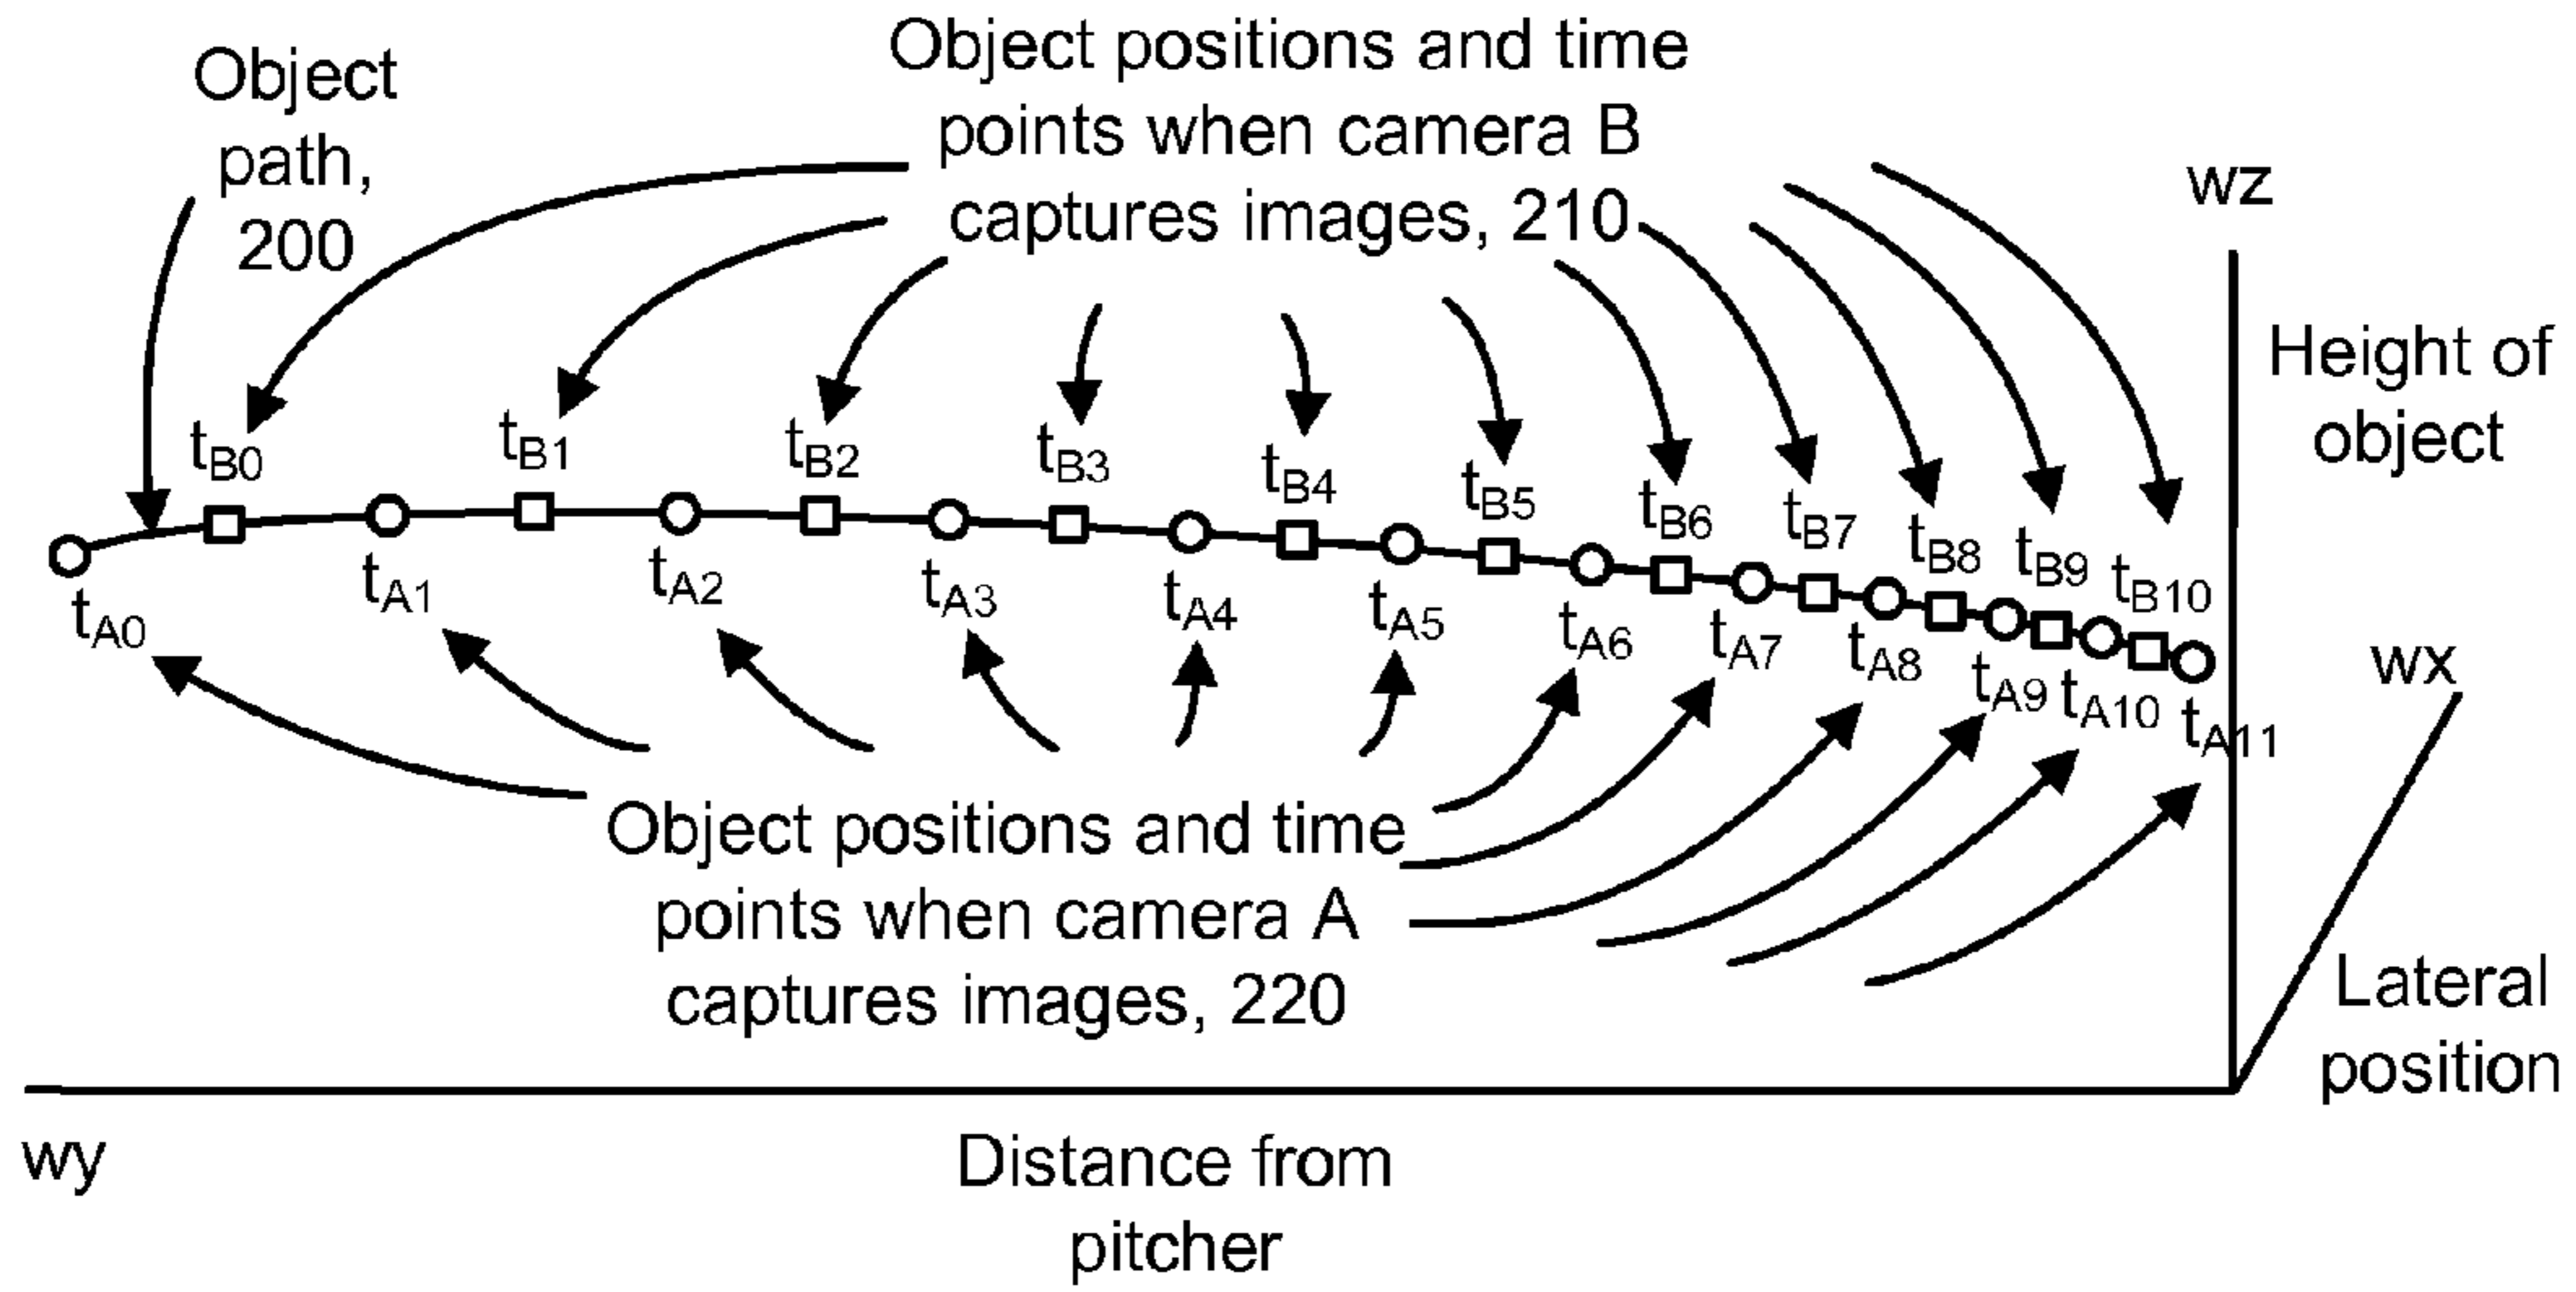 Object
path,
200
Object positions and time
points when camera B
captures images, 210
wz
Height of
object
tB0
tB1
tB2
tB3
tB4
tB5
tB6
tB7
tB8
tB9
tB10
tA0
tA1
tA2
tA3
tA4
tA5
tA6
tA7
tA8
tA9
tA10
tA11
wx
Object positions and time
points when camera A
captures images, 220
Lateral
position
wy
Distance from
pitcher